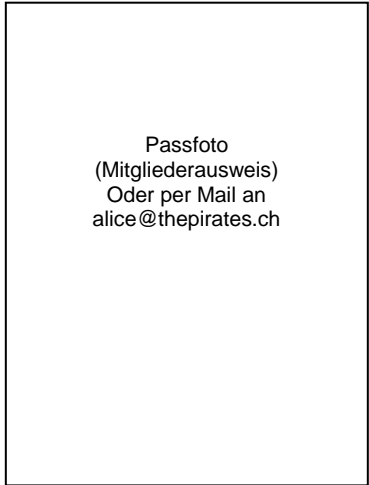 Passfoto
(Mitgliederausweis)
Oder per Mail an
alice@thepirates.ch